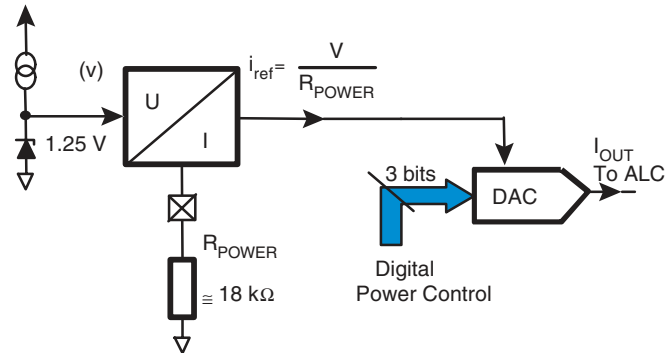 (v)
i_ref = V / R_POWER
U
I
1.25 V
3 bits
I_OUT
To ALC
DAC
R_POWER
≅ 18 kΩ
Digital
Power Control